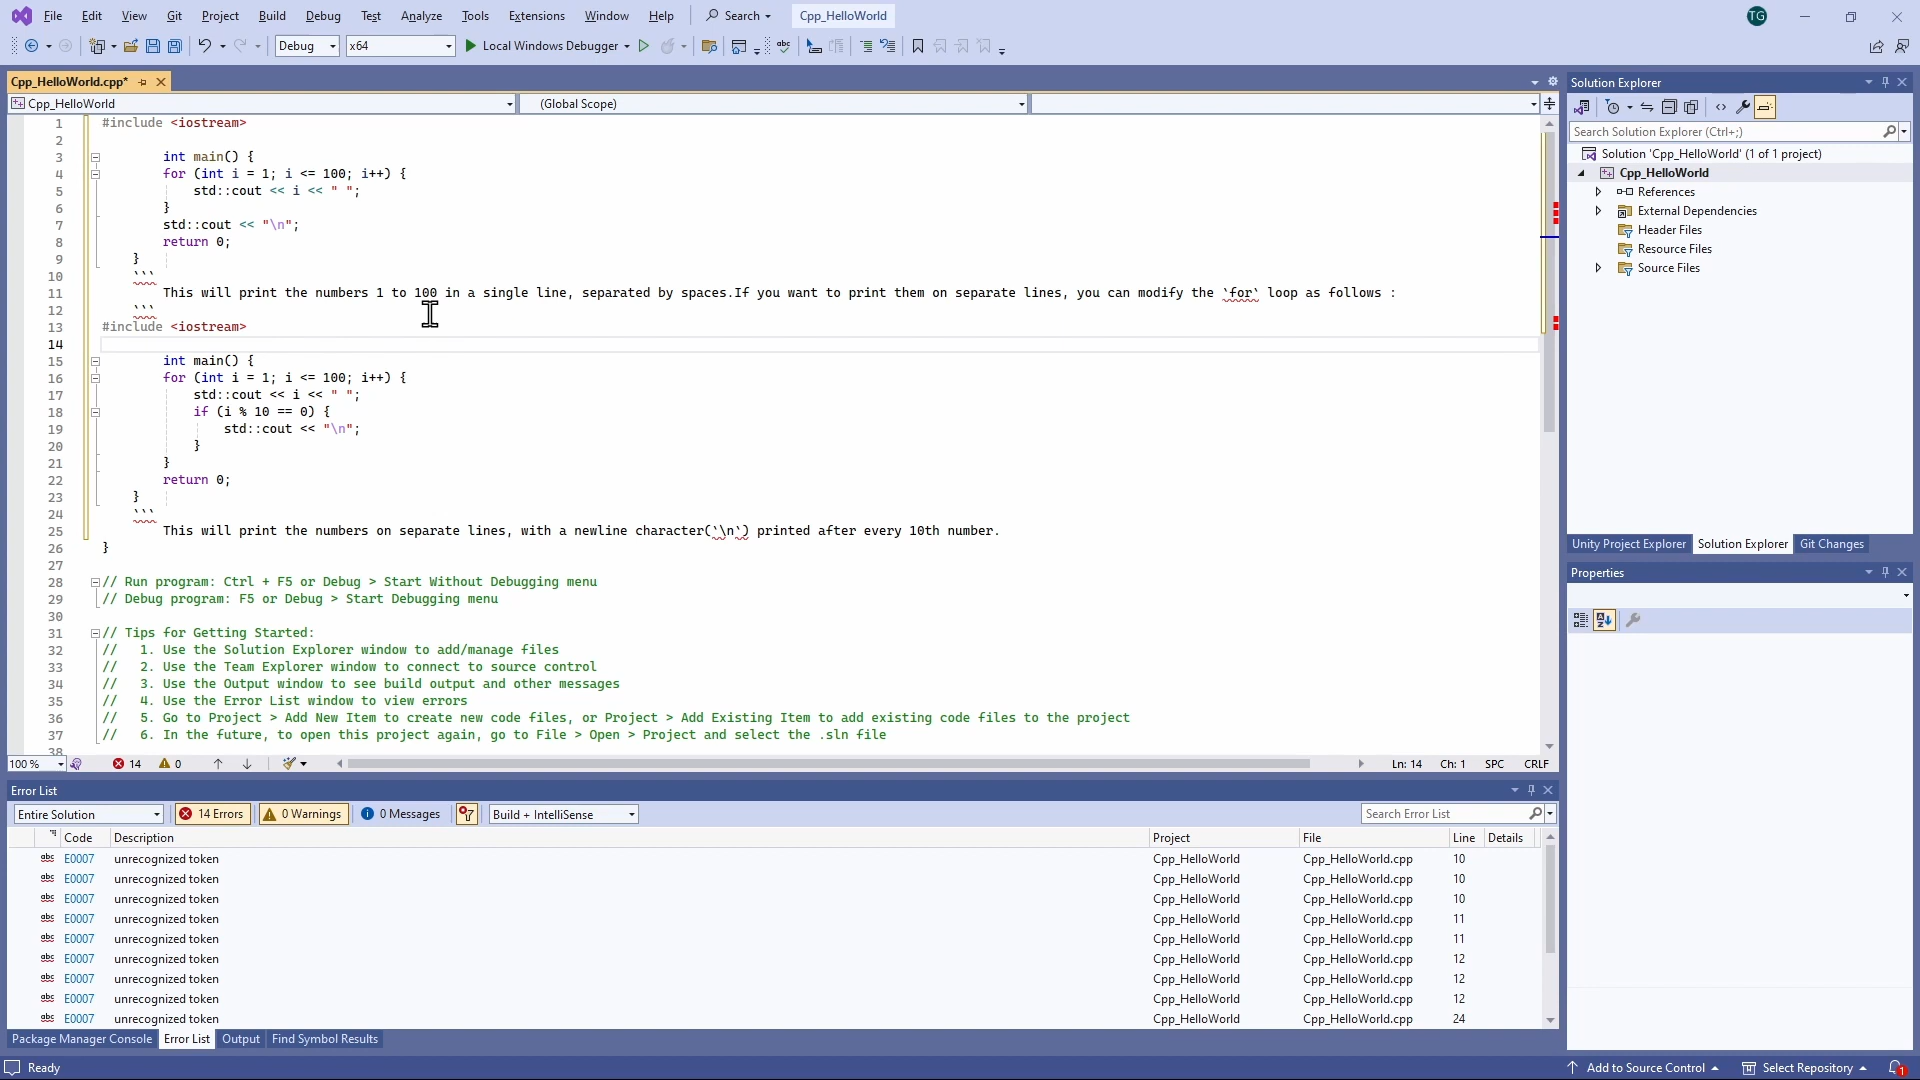 File Edit View Git Project Build Debug Test Analyze Tools Extensions Window Help Search Cpp_HelloWorld TG
Debug x64 Local Windows Debugger abc
Cpp_HelloWorld.cpp*
Cpp_HelloWorld (Global Scope)
1 #include <iostream>
2
3 int main() {
4 for (int i = 1; i <= 100; i++) {
5 std::cout << i << " ";
6 }
7 std::cout << "\n";
8 return 0;
9 }
10 ```
11 This will print the numbers 1 to 100 in a single line, separated by spaces.If you want to print them on separate lines, you can modify the `for` loop as follows :
12 ```
13 #include <iostream>
14
15 int main() {
16 for (int i = 1; i <= 100; i++) {
17 std::cout << i << " ";
18 if (i % 10 == 0) {
19 std::cout << "\n";
20 }
21 }
22 return 0;
23 }
24 ```
25 This will print the numbers on separate lines, with a newline character(`\n`) printed after every 10th number.
26 }
27
28 // Run program: Ctrl + F5 or Debug > Start Without Debugging menu
29 // Debug program: F5 or Debug > Start Debugging menu
30
31 // Tips for Getting Started:
32 // 1. Use the Solution Explorer window to add/manage files
33 // 2. Use the Team Explorer window to connect to source control
34 // 3. Use the Output window to see build output and other messages
35 // 4. Use the Error List window to view errors
36 // 5. Go to Project > Add New Item to create new code files, or Project > Add Existing Item to add existing code files to the project
37 // 6. In the future, to open this project again, go to File > Open > Project and select the .sln file
38
100 % 14 0 Ln: 14 Ch: 1 SPC CRLF
Error List
Entire Solution 14 Errors 0 Warnings 0 Messages Build + IntelliSense Search Error List
Code Description Project File Line Details
abc E0007 unrecognized token Cpp_HelloWorld Cpp_HelloWorld.cpp 10
abc E0007 unrecognized token Cpp_HelloWorld Cpp_HelloWorld.cpp 10
abc E0007 unrecognized token Cpp_HelloWorld Cpp_HelloWorld.cpp 10
abc E0007 unrecognized token Cpp_HelloWorld Cpp_HelloWorld.cpp 11
abc E0007 unrecognized token Cpp_HelloWorld Cpp_HelloWorld.cpp 11
abc E0007 unrecognized token Cpp_HelloWorld Cpp_HelloWorld.cpp 12
abc E0007 unrecognized token Cpp_HelloWorld Cpp_HelloWorld.cpp 12
abc E0007 unrecognized token Cpp_HelloWorld Cpp_HelloWorld.cpp 12
abc E0007 unrecognized token Cpp_HelloWorld Cpp_HelloWorld.cpp 24
Package Manager Console Error List Output Find Symbol Results
Solution Explorer
Search Solution Explorer (Ctrl+;)
Solution 'Cpp_HelloWorld' (1 of 1 project)
Cpp_HelloWorld
References
External Dependencies
Header Files
Resource Files
Source Files
Unity Project Explorer Solution Explorer Git Changes
Properties
Ready Add to Source Control Select Repository 1